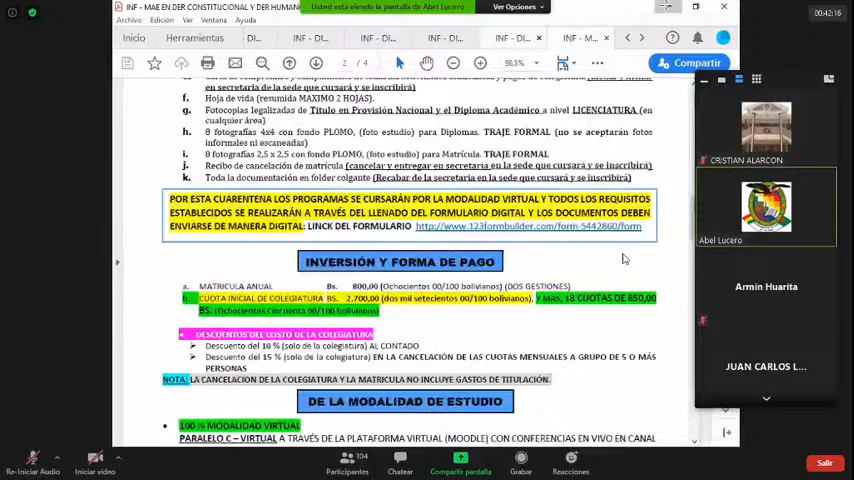 INF - MAE EN DER CONSTITUCIONAL Y DER HUMAN
Usted está viendo la pantalla de Abel Lucero
Ver Opciones
00:42:16
Archivo Edición Ver Ventana Ayuda
Inicio Herramientas DI... INF - DI... INF - DI... INF - DI... INF - M...
Compartir
2 / 4 98,3%
en secretaria de la sede que cursará y se inscribirá)
f. Hoja de vida (resumida MAXIMO 2 HOJAS).
g. Fotocopias legalizadas de Título en Provisión Nacional y el Diploma Académico a nivel LICENCIATURA (en
cualquier área)
h. 8 fotografías 4x4 con fondo PLOMO, (foto estudio) para Diplomas. TRAJE FORMAL (no se aceptarán fotos
informales ni escaneadas)
i. 8 fotografías 2,5 x 2,5 con fondo PLOMO, (foto estudio) para Matrícula. TRAJE FORMAL
j. Recibo de cancelación de matrícula (cancelar y entregar en secretaria en la sede que cursará y se inscribirá)
k. Toda la documentación en folder colgante (Recabar de la secretaria en la sede que cursará y se inscribirá)
POR ESTA CUARENTENA LOS PROGRAMAS SE CURSARÁN POR LA MODALIDAD VIRTUAL Y TODOS LOS REQUISITOS
ESTABLECIDOS SE REALIZARÁN A TRAVÉS DEL LLENADO DEL FORMULARIO DIGITAL Y LOS DOCUMENTOS DEBEN
ENVIARSE DE MANERA DIGITAL: LINCK DEL FORMULARIO http://www.123formbuilder.com/form-5442860/form
INVERSIÓN Y FORMA DE PAGO
a. MATRICULA ANUAL Bs. 800,00 (Ochocientos 00/100 bolivianos) (DOS GESTIONES)
b. CUOTA INICIAL DE COLEGIATURA BS. 2.700,00 (dos mil setecientos 00/100 bolivianos), Y MAS, 18 CUOTAS DE 850,00
BS. (Ochocientos Cincuenta 00/100 bolivianos)
• DESCUENTOS DEL COSTO DE LA COLEGIATURA
➢ Descuento del 10 % (solo de la colegiatura) AL CONTADO
➢ Descuento del 15 % (solo de la colegiatura) EN LA CANCELACIÓN DE LAS CUOTAS MENSUALES A GRUPO DE 5 O MÁS
PERSONAS
NOTA: LA CANCELACION DE LA COLEGIATURA Y LA MATRICULA NO INCLUYE GASTOS DE TITULACIÓN.
DE LA MODALIDAD DE ESTUDIO
• 100 % MODALIDAD VIRTUAL
PARALELO C – VIRTUAL A TRAVÉS DE LA PLATAFORMA VIRTUAL (MOODLE) CON CONFERENCIAS EN VIVO EN CANAL
CRISTIAN ALARCON
Abel Lucero
Armin Huarita
JUAN CARLOS L...
Re-Iniciar Audio
Iniciar video
104
Participantes
Chatear
Compartir pantalla
Grabar
Reacciones
Salir